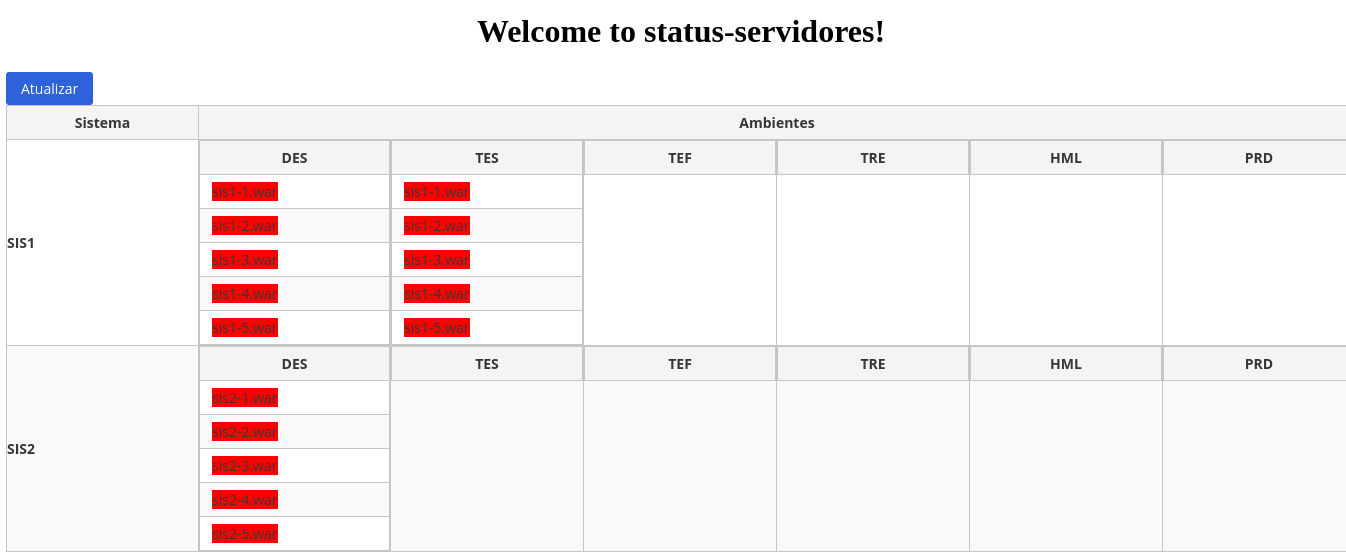 Welcome to status-servidores!
Atualizar
Sistema Ambientes
DES TES TEF TRE HML PRD
sis1-1.war sis1-1.war
sis1-2.war sis1-2.war
SIS1
sis1-3.war sis1-3.war
sis1-4.war sis1-4.war
sis1-5.war sis1-5.war
DES TES TEF TRE HML PRD
sis2-1.war
sis2-2.war
SIS2
sis2-3.war
sis2-4.war
sis2-5.war